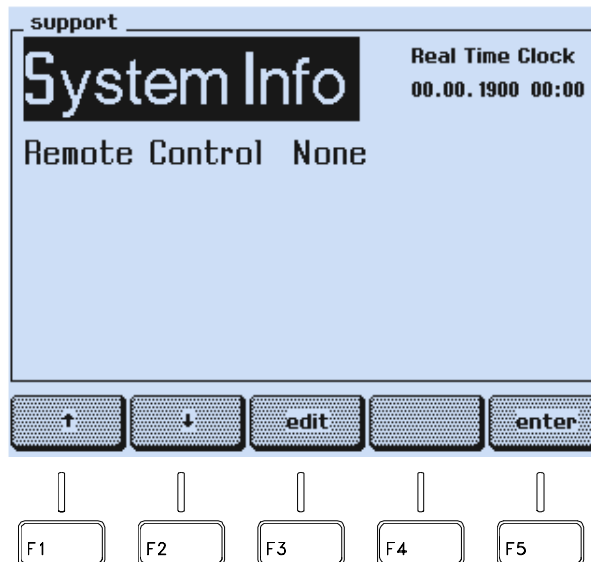 support
System Info
Real Time Clock
00.00.1900 00:00
Remote Control None
↑ ↓ edit enter
F1 F2 F3 F4 F5